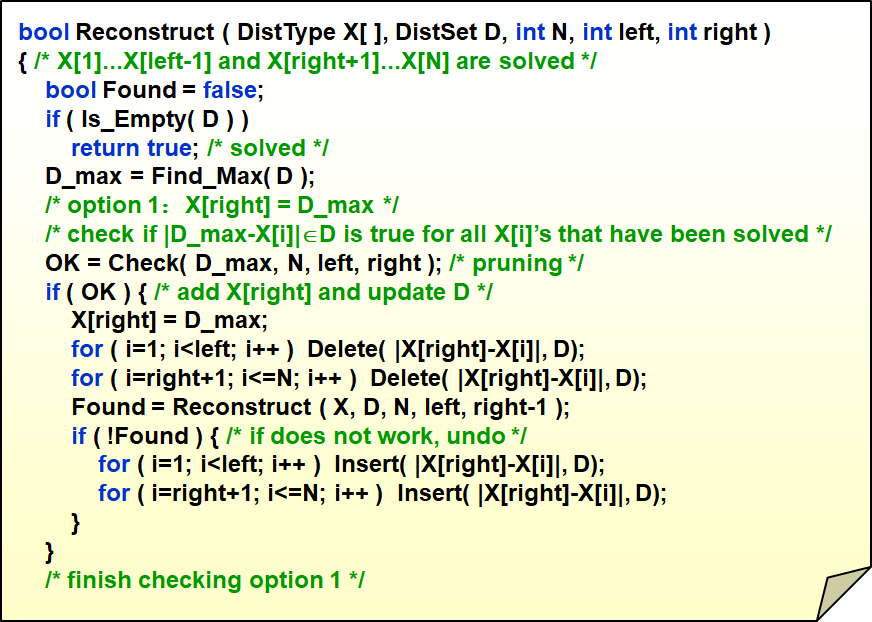 bool Reconstruct ( DistType X[ ], DistSet D, int N, int left, int right )
{ /* X[1]...X[left-1] and X[right+1]...X[N] are solved */
bool Found = false;
if ( Is_Empty( D ) )
return true; /* solved */
D_max = Find_Max( D );
/* option 1：X[right] = D_max */
/* check if |D_max-X[i]|∈D is true for all X[i]’s that have been solved */
OK = Check( D_max, N, left, right ); /* pruning */
if ( OK ) { /* add X[right] and update D */
X[right] = D_max;
for ( i=1; i<left; i++ ) Delete( |X[right]-X[i]|, D);
for ( i=right+1; i<=N; i++ ) Delete( |X[right]-X[i]|, D);
Found = Reconstruct ( X, D, N, left, right-1 );
if ( !Found ) { /* if does not work, undo */
for ( i=1; i<left; i++ ) Insert( |X[right]-X[i]|, D);
for ( i=right+1; i<=N; i++ ) Insert( |X[right]-X[i]|, D);
}
}
/* finish checking option 1 */